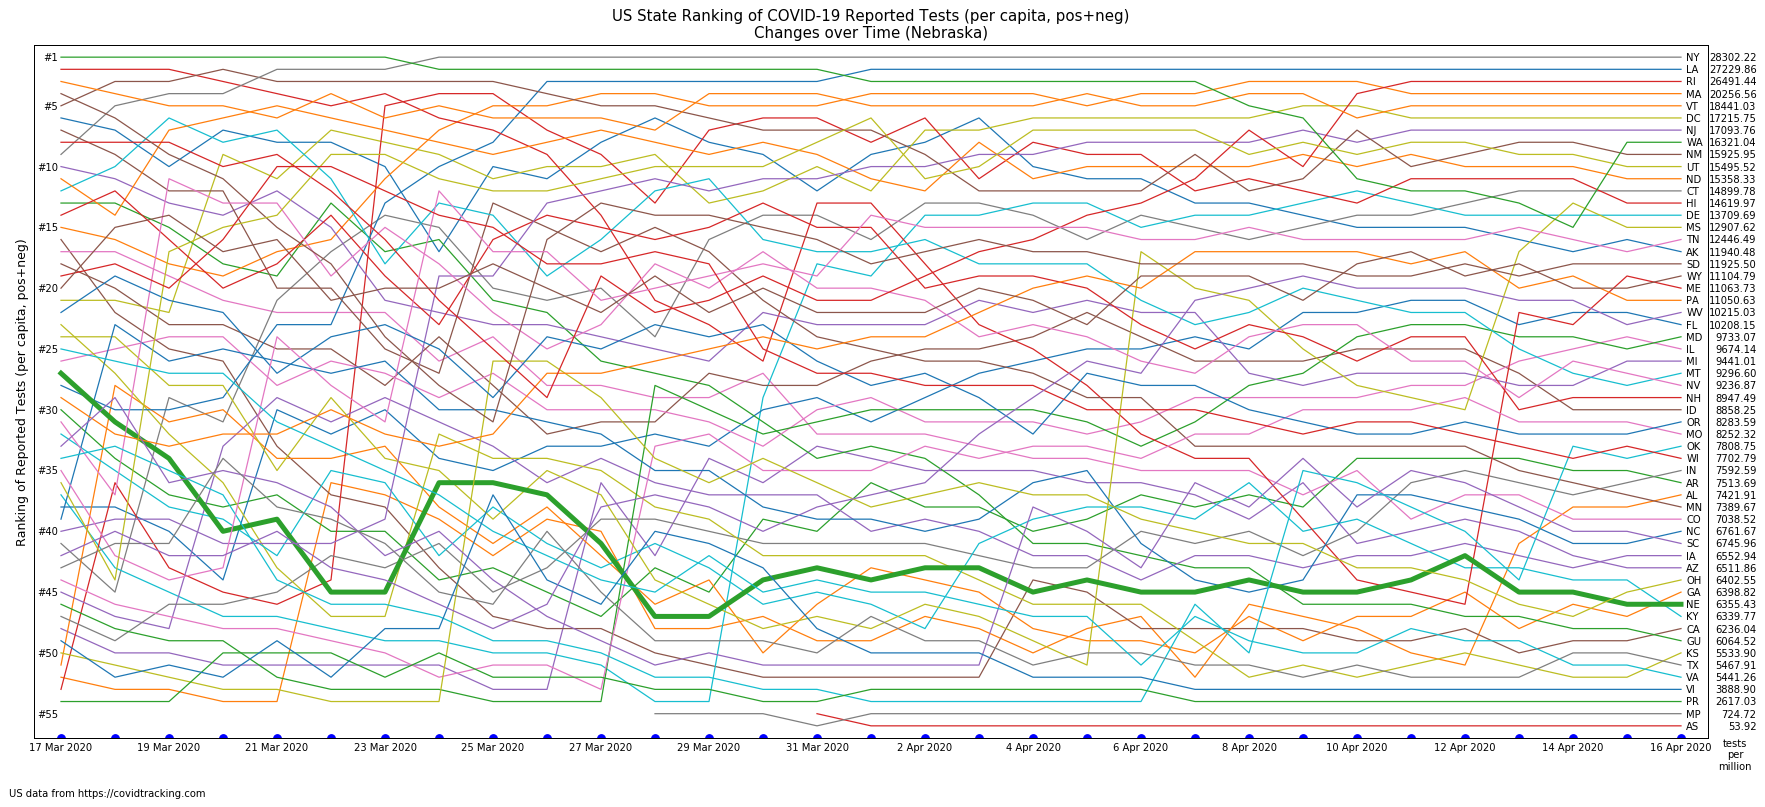 US State Ranking of COVID-19 Reported Tests (per capita, pos+neg)
Changes over Time (Nebraska)
Ranking of Reported Tests (per capita, pos+neg)
#1
#5
#10
#15
#20
#25
#30
#35
#40
#45
#50
#55
NY 28302.22
LA 27229.86
RI 26491.44
MA 20256.56
VT 18441.03
DC 17215.75
NJ 17093.76
WA 16321.04
NM 15925.95
UT 15495.52
ND 15358.33
CT 14899.78
HI 14619.97
DE 13709.69
MS 12907.62
TN 12446.49
AK 11940.48
SD 11925.50
WY 11104.79
ME 11063.73
PA 11050.63
WV 10215.03
FL 10208.15
MD 9733.07
IL 9674.14
MI 9441.01
MT 9296.60
NV 9236.87
NH 8947.49
ID 8858.25
OR 8283.59
MO 8252.32
OK 7808.75
WI 7702.79
IN 7592.59
AR 7513.69
AL 7421.91
MN 7389.67
CO 7038.52
NC 6761.67
SC 6745.96
IA 6552.94
AZ 6511.86
OH 6402.55
GA 6398.82
NE 6355.43
KY 6339.77
CA 6236.04
GU 6064.52
KS 5533.90
TX 5467.91
VA 5441.26
VI 3888.90
PR 2617.03
MP 724.72
AS 53.92
17 Mar 2020 19 Mar 2020 21 Mar 2020 23 Mar 2020 25 Mar 2020 27 Mar 2020 29 Mar 2020 31 Mar 2020 2 Apr 2020 4 Apr 2020 6 Apr 2020 8 Apr 2020 10 Apr 2020 12 Apr 2020 14 Apr 2020 16 Apr 2020
tests
per
million
US data from https://covidtracking.com